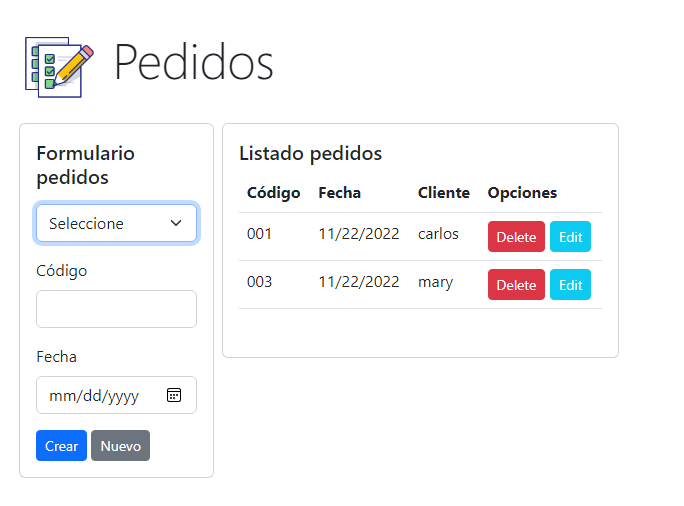 Pedidos
Formulario
pedidos
Seleccione
Código
Fecha
mm/dd/yyyy
Crear Nuevo
Listado pedidos
Código Fecha Cliente Opciones
001 11/22/2022 carlos Delete Edit
003 11/22/2022 mary Delete Edit